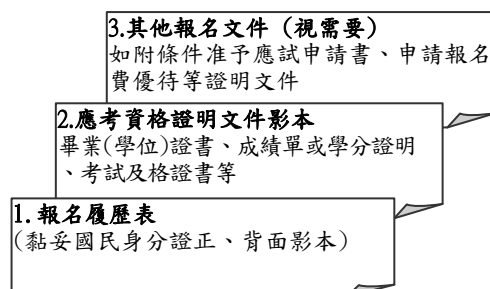 3.其他報名文件（視需要）
如附條件准予應試申請書、申請報名
費優待等證明文件
2.應考資格證明文件影本
畢業(學位)證書、成績單或學分證明
、考試及格證書等
1.報名履歷表
(黏妥國民身分證正、背面影本)